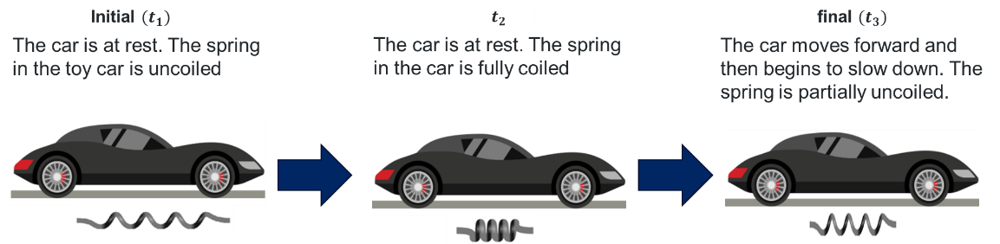 Initial (t₁)
The car is at rest. The spring
in the toy car is uncoiled
t₂
The car is at rest. The spring
in the car is fully coiled
final (t₃)
The car moves forward and
then begins to slow down. The
spring is partially uncoiled.